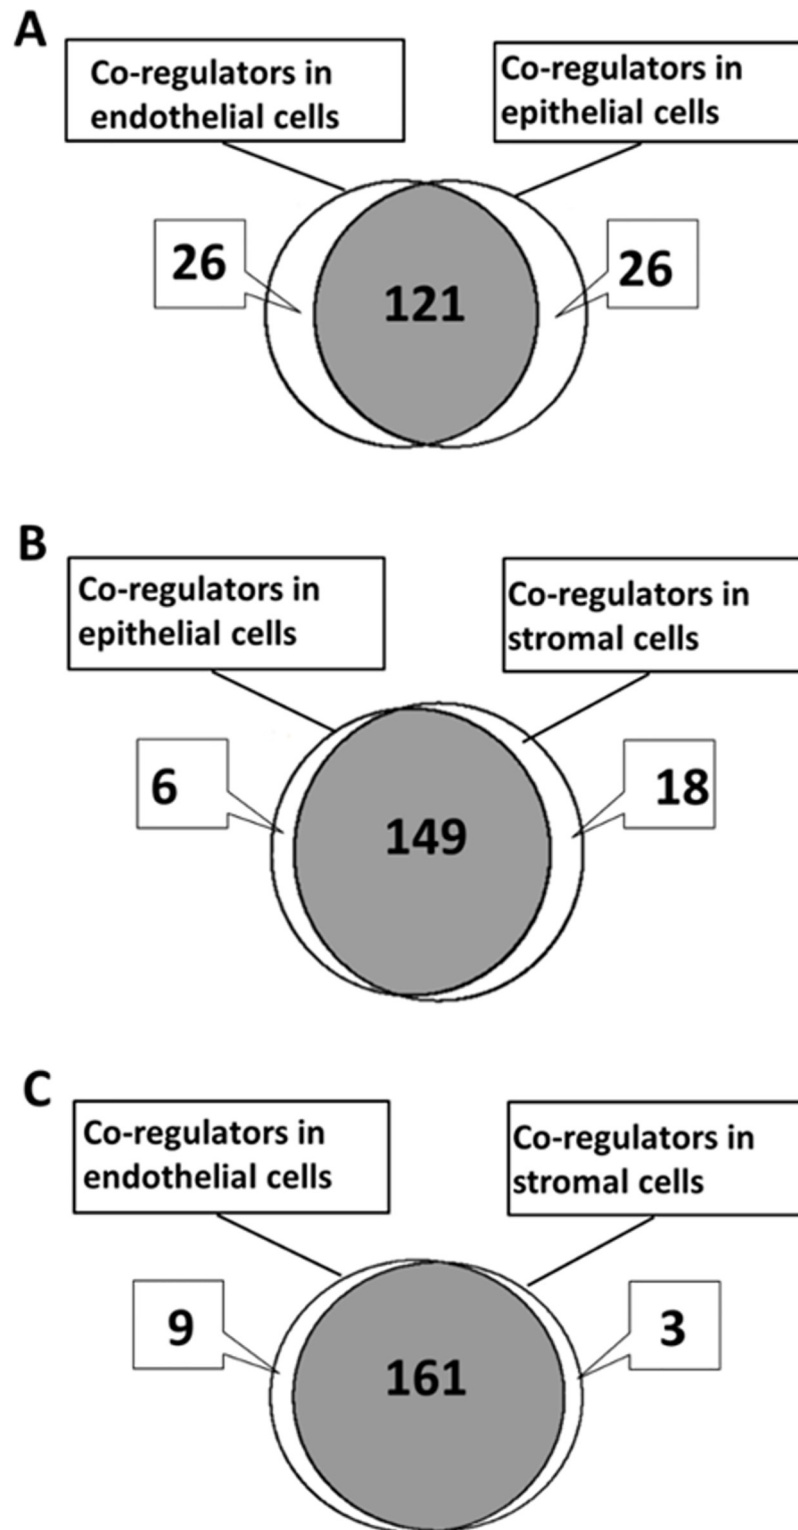 A
Co-regulators in
endothelial cells
Co-regulators in
epithelial cells
26
121
26
B
Co-regulators in
epithelial cells
Co-regulators in
stromal cells
6
149
18
C
Co-regulators in
endothelial cells
Co-regulators in
stromal cells
9
161
3